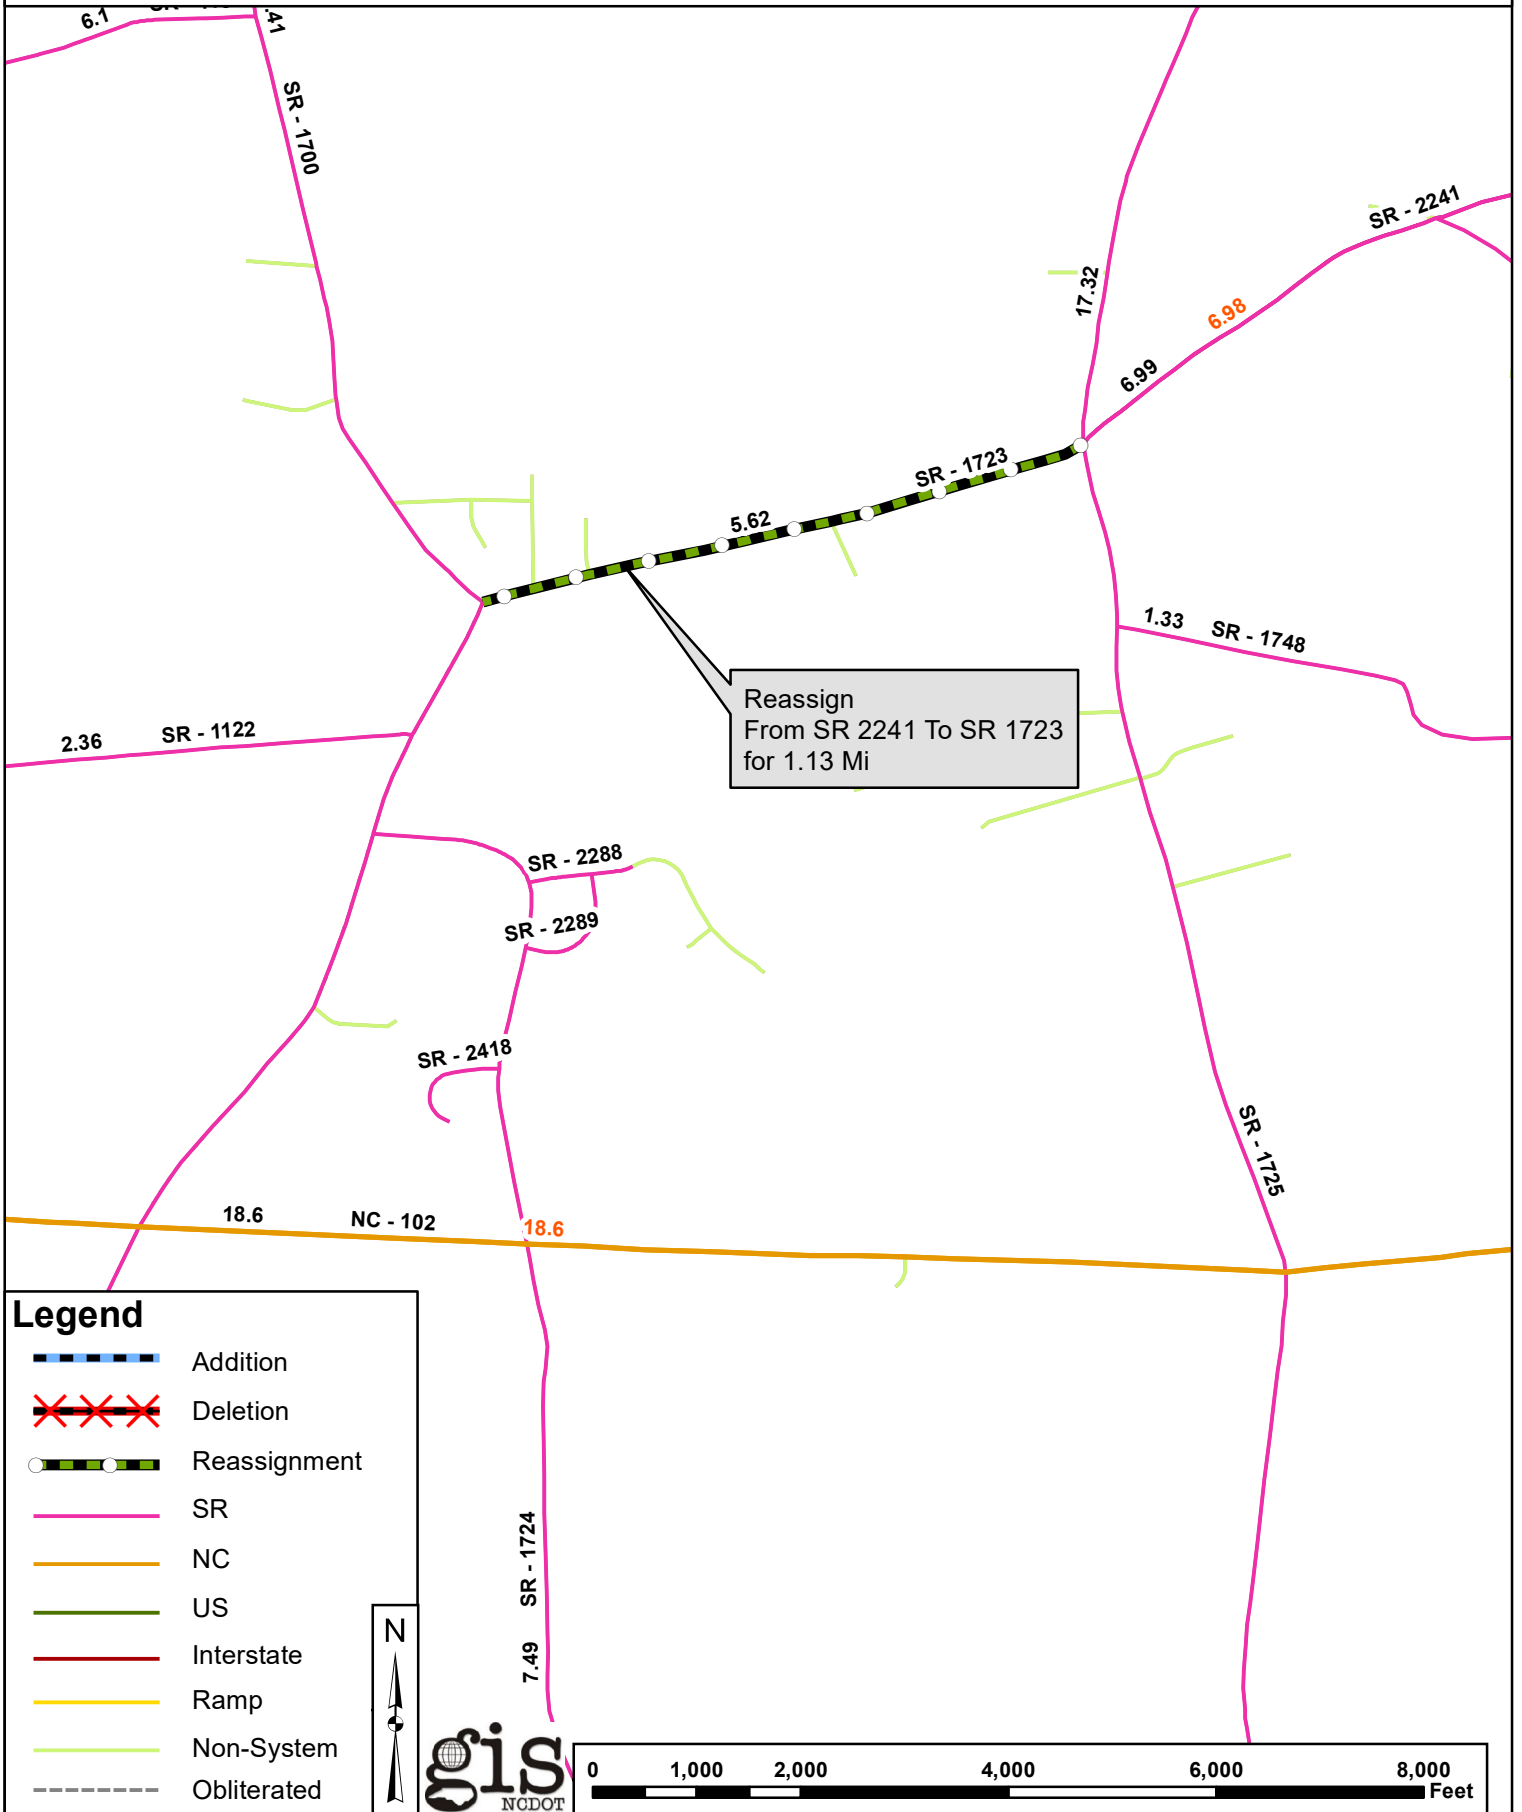 6.1
.41
SR - 1700
SR - 2241
17.32
6.98
6.99
SR - 1723
5.62
1.33 SR - 1748
Reassign
From SR 2241 To SR 1723
for 1.13 Mi
2.36 SR - 1122
SR - 2288
SR - 2289
SR - 2418
SR - 1725
18.6 NC - 102 18.6
SR - 1724
7.49
Legend
Addition
Deletion
Reassignment
SR
NC
US
Interstate
Ramp
Non-System
Obliterated
N
gis
NCDOT
0 1,000 2,000 4,000 6,000 8,000
Feet